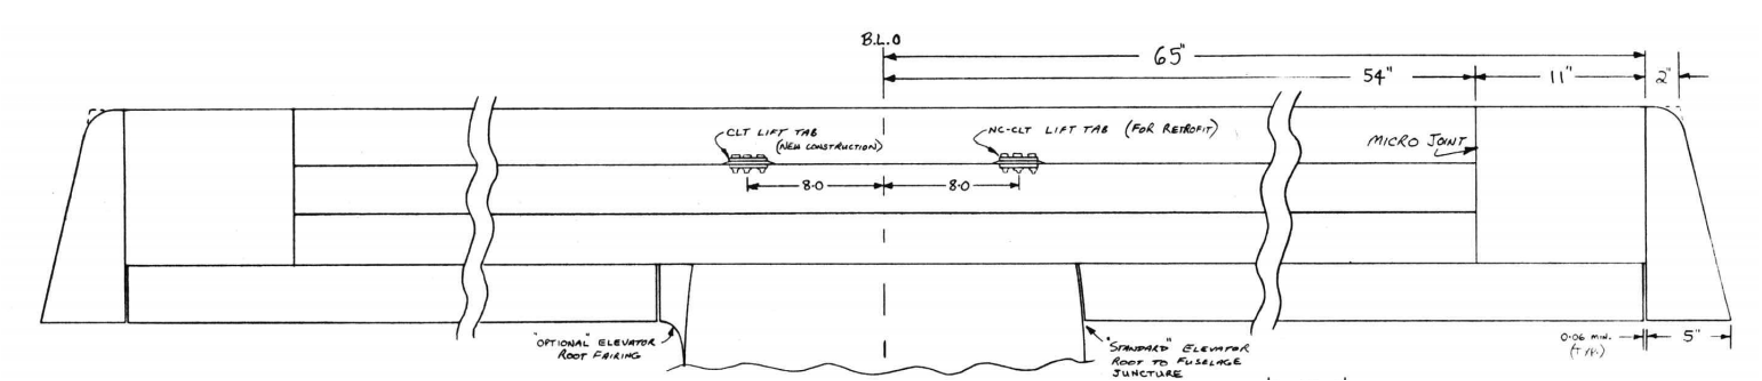 B.L.O
65"
54"
11"
2"
CLT LIFT TAB
(NEW CONSTRUCTION)
NC-CLT LIFT TAB (FOR RETROFIT)
MICRO JOINT
8.0
8.0
"OPTIONAL" ELEVATOR
ROOT FAIRING
"STANDARD" ELEVATOR
ROOT TO FUSELAGE
JUNCTURE
0.06 MIN.
(TYP.)
5"